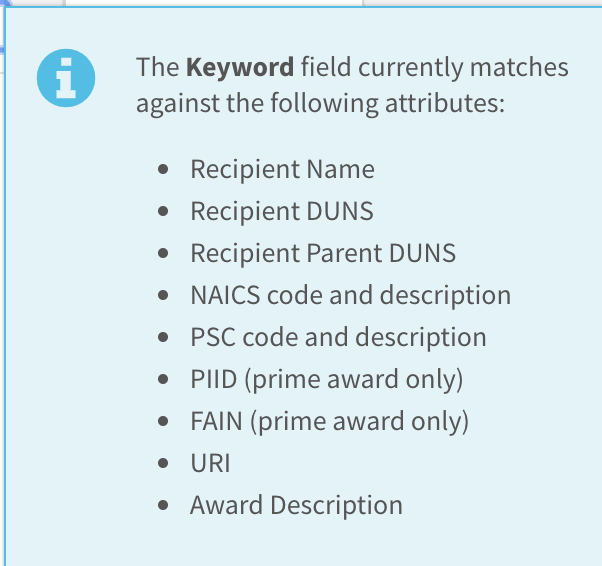 The Keyword field currently matches
against the following attributes:
• Recipient Name
• Recipient DUNS
• Recipient Parent DUNS
• NAICS code and description
• PSC code and description
• PIID (prime award only)
• FAIN (prime award only)
• URI
• Award Description